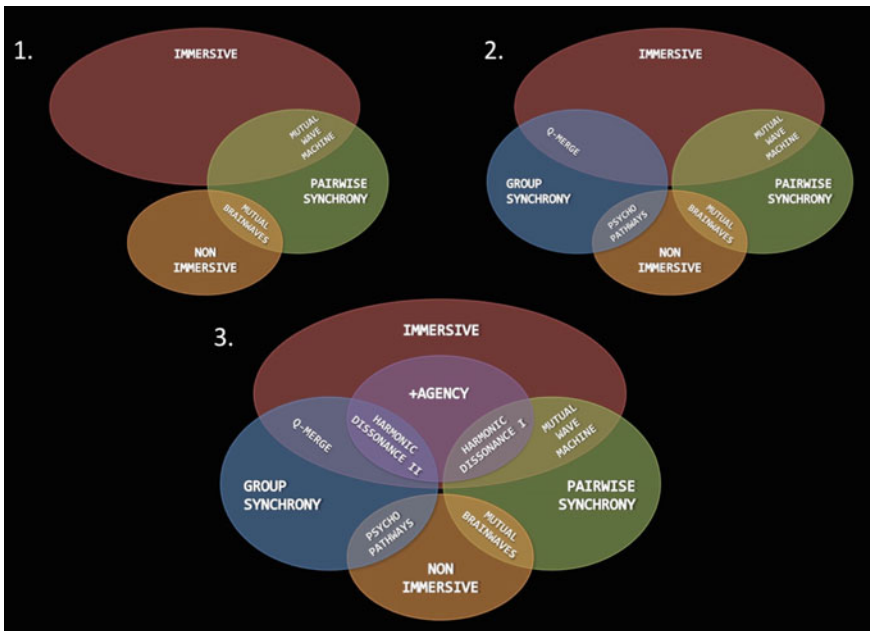 1.
IMMERSIVE
MUTUAL
WAVE
MACHINE
PAIRWISE
SYNCHRONY
MUTUAL
BRAINWAVES
NON
IMMERSIVE
2.
IMMERSIVE
Q-MERGE
MUTUAL
WAVE
MACHINE
GROUP
SYNCHRONY
PAIRWISE
SYNCHRONY
PSYCHO
PATHWAYS
MUTUAL
BRAINWAVES
NON
IMMERSIVE
3.
IMMERSIVE
+AGENCY
Q-MERGE
HARMONIC
DISSONANCE II
HARMONIC
DISSONANCE I
MUTUAL
WAVE
MACHINE
GROUP
SYNCHRONY
PAIRWISE
SYNCHRONY
PSYCHO
PATHWAYS
MUTUAL
BRAINWAVES
NON
IMMERSIVE